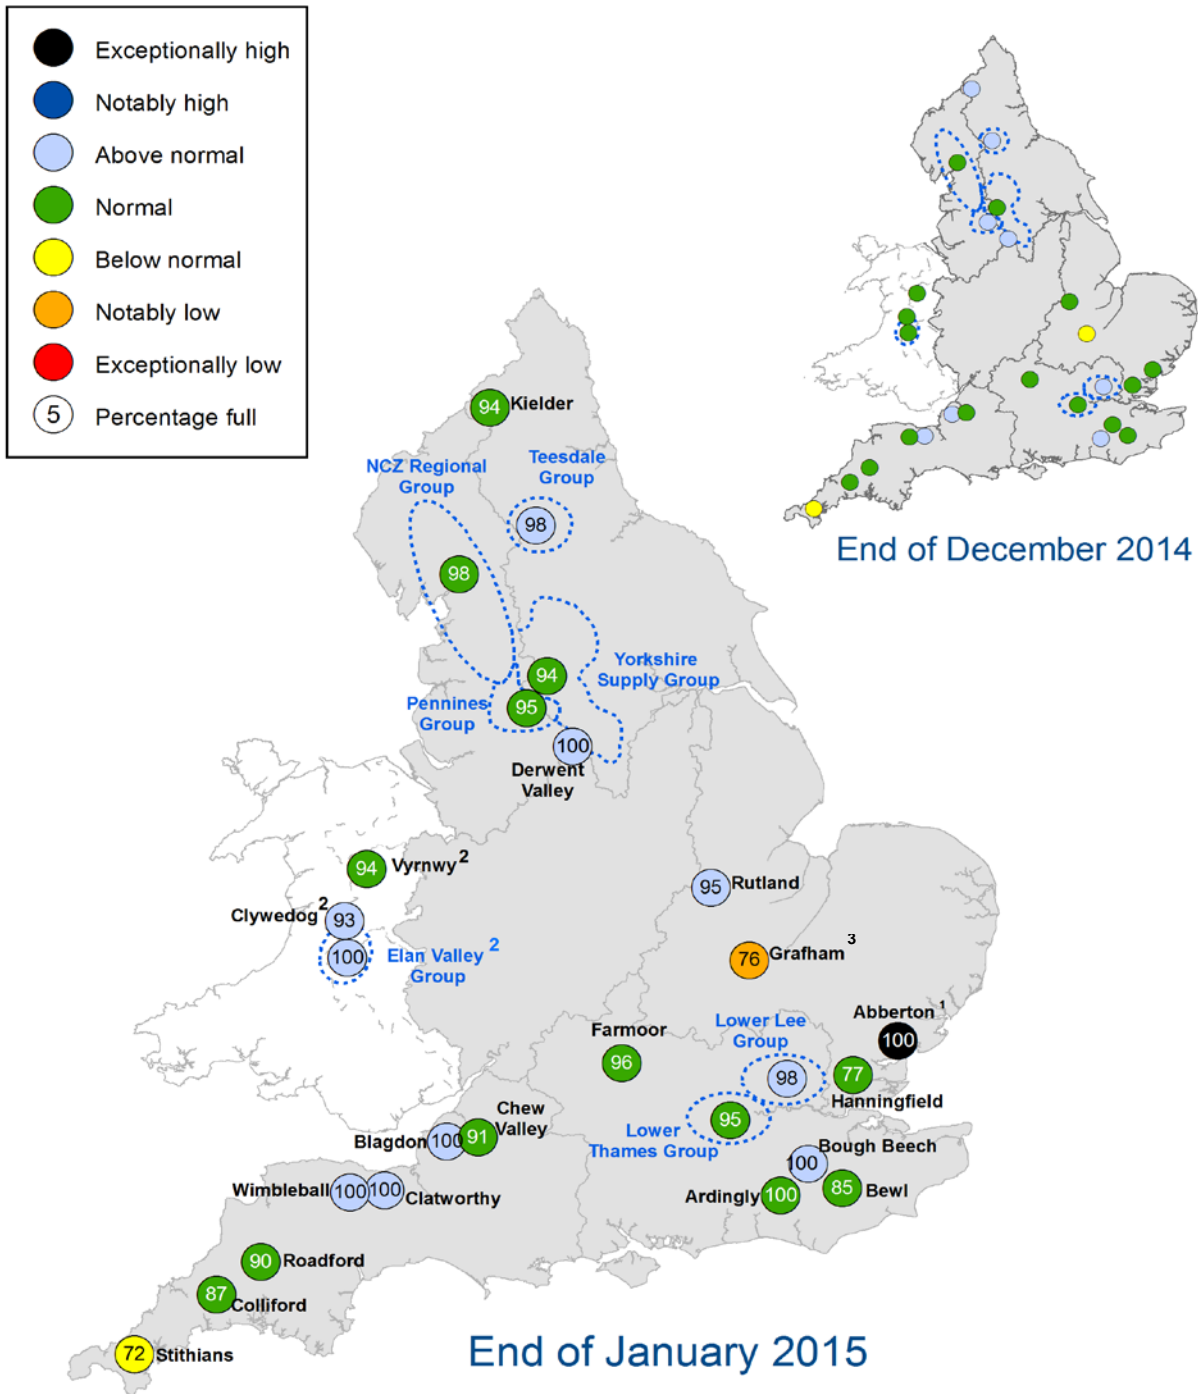 Exceptionally high
Notably high
Above normal
Normal
Below normal
Notably low
Exceptionally low
5 Percentage full
End of December 2014
94 Kielder
NCZ Regional
Group
Teesdale
Group
98
98
94
Yorkshire
Supply Group
Pennines
Group
95
100
Derwent
Valley
94 Vyrnwy 2
Clywedog 2
93
100
Elan Valley 2
Group
95 Rutland
76 Grafham 3
Abberton 1
100
Farmoor
96
Lower Lee
Group
98
77
Hanningfield
95
Lower
Thames Group
Chew
Valley
Blagdon 100 91
Bough Beech
100
Wimbleball 100 100 Clatworthy
Ardingly 100
85 Bewl
90 Roadford
87 Colliford
72 Stithians
End of January 2015